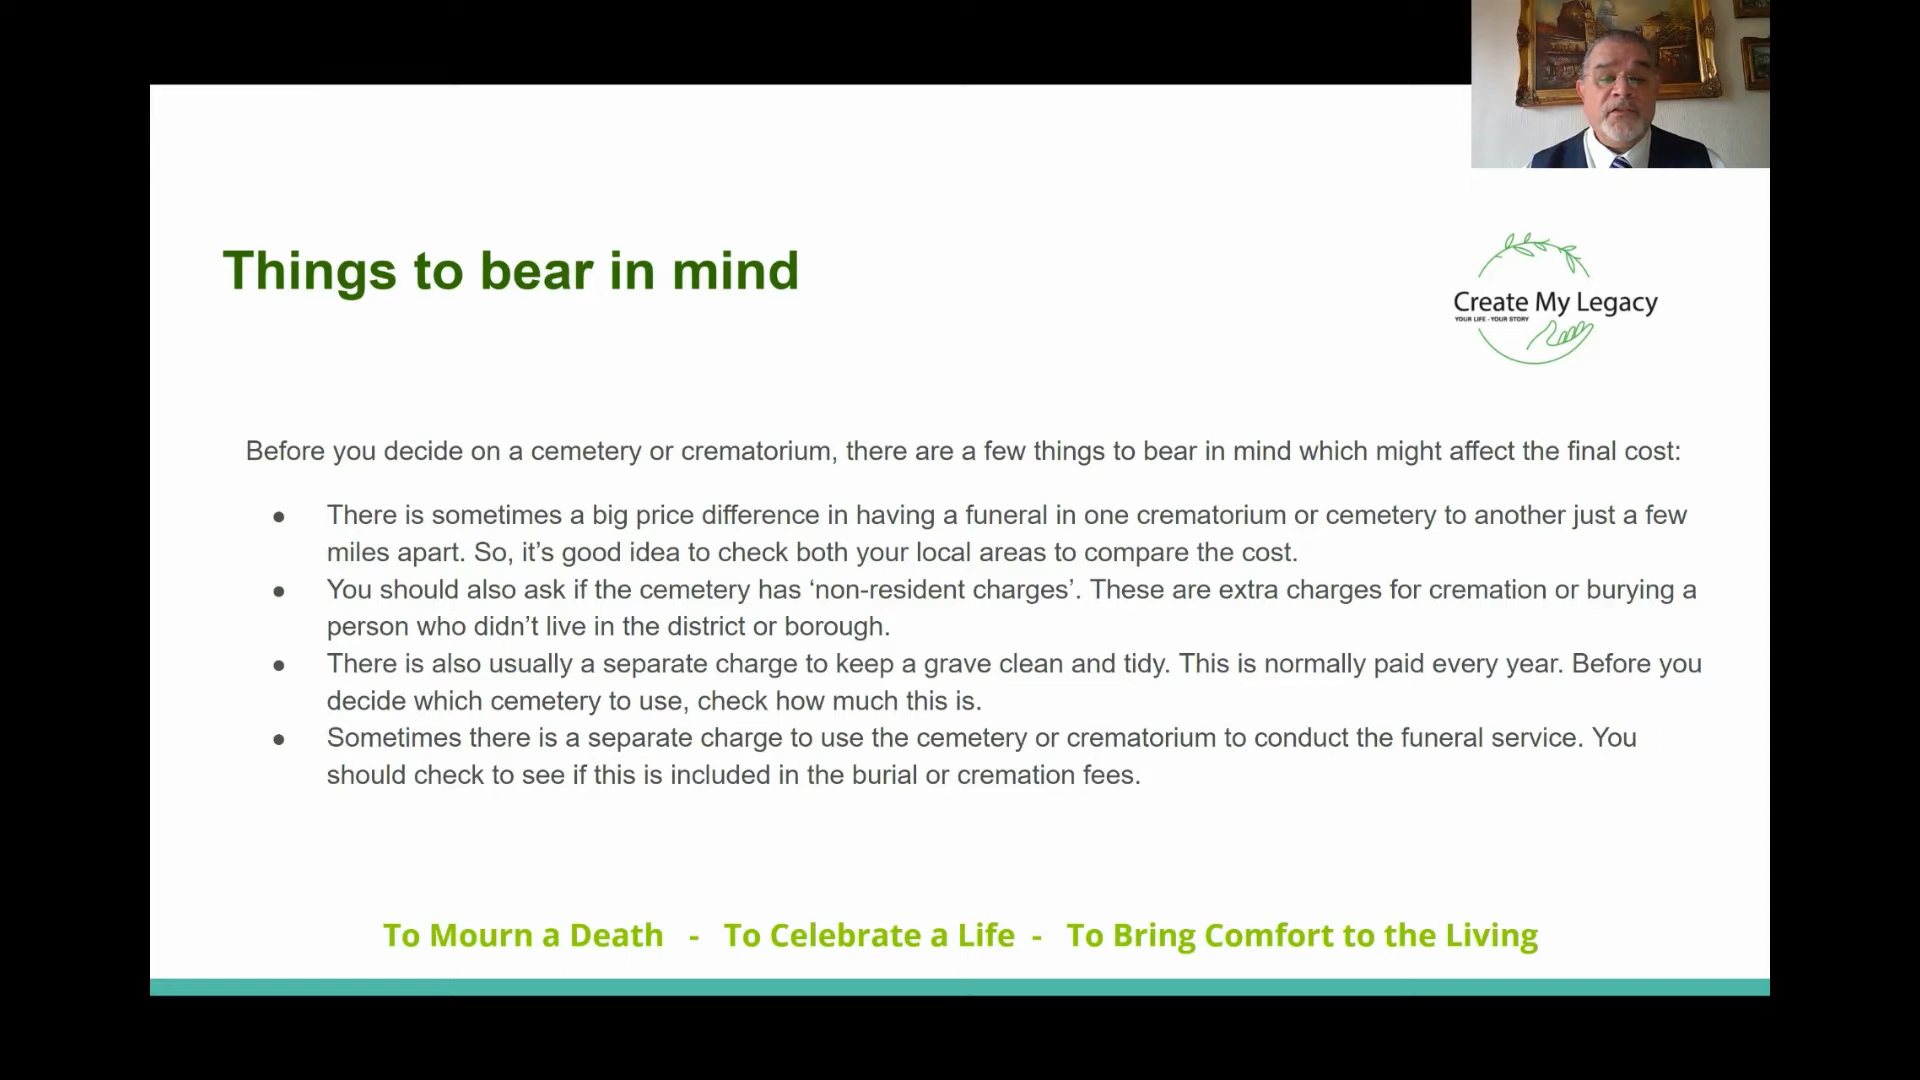 Things to bear in mind
Create My Legacy
YOUR LIFE - YOUR STORY
Before you decide on a cemetery or crematorium, there are a few things to bear in mind which might affect the final cost:
● There is sometimes a big price difference in having a funeral in one crematorium or cemetery to another just a few
miles apart. So, it’s good idea to check both your local areas to compare the cost.
● You should also ask if the cemetery has ‘non-resident charges’. These are extra charges for cremation or burying a
person who didn’t live in the district or borough.
● There is also usually a separate charge to keep a grave clean and tidy. This is normally paid every year. Before you
decide which cemetery to use, check how much this is.
● Sometimes there is a separate charge to use the cemetery or crematorium to conduct the funeral service. You
should check to see if this is included in the burial or cremation fees.
To Mourn a Death - To Celebrate a Life - To Bring Comfort to the Living